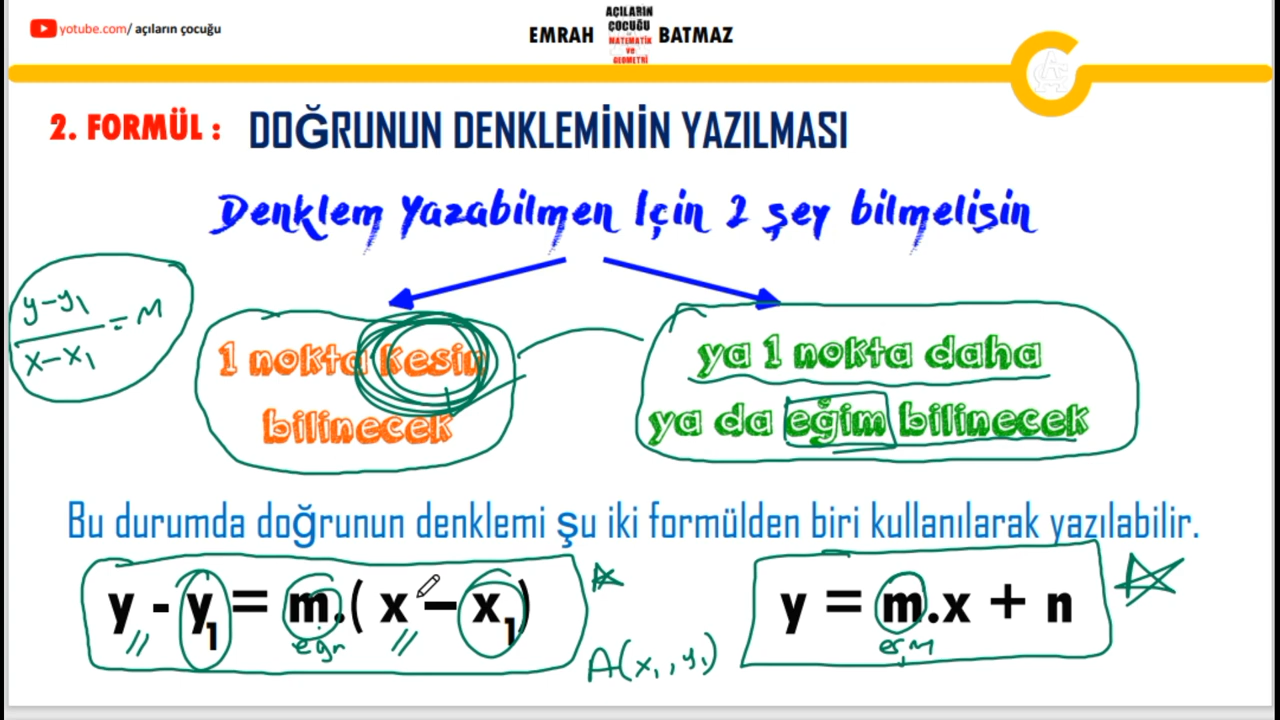 yotube.com/ açıların çocuğu
EMRAH
AÇILARIN
ÇOCUĞU
MATEMATİK
ve
GEOMETRİ
BATMAZ
2. FORMÜL : DOĞRUNUN DENKLEMİNİN YAZILMASI
Denklem Yazabilmen İçin 2 şey bilmelisin
y-y₁
x-x₁
= m
1 nokta kesin
bilinecek
ya 1 nokta daha
ya da eğim bilinecek
Bu durumda doğrunun denklemi şu iki formülden biri kullanılarak yazılabilir.
y - y₁ = m.( x - x₁)
y = m.x + n
eğim
A(x₁, y₁)